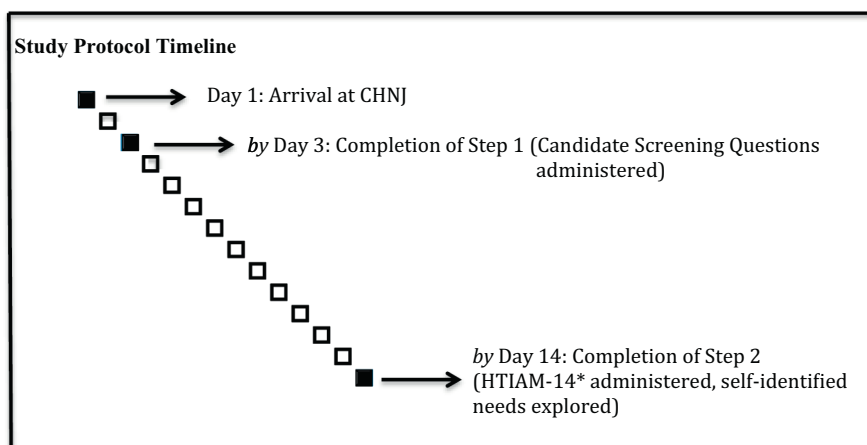 Study Protocol Timeline
Day 1: Arrival at CHNJ
by Day 3: Completion of Step 1 (Candidate Screening Questions
administered)
by Day 14: Completion of Step 2
(HTIAM-14* administered, self-identified
needs explored)